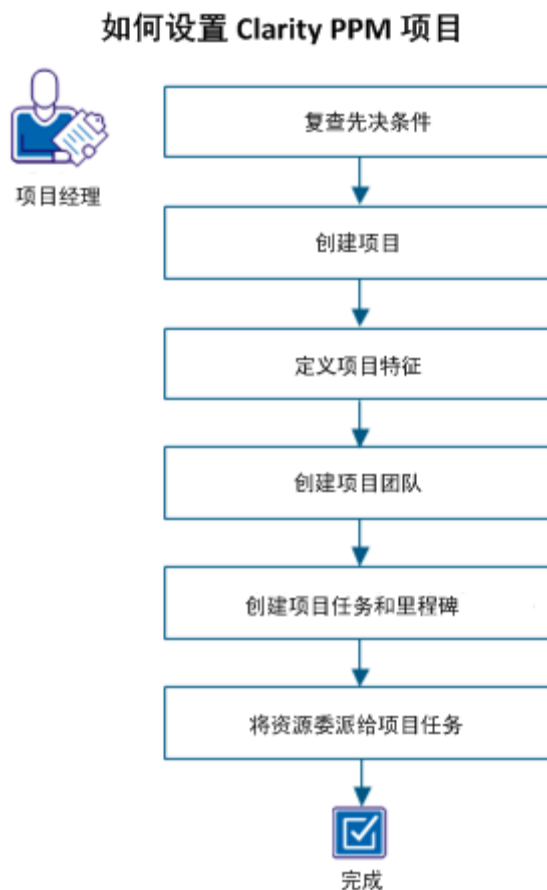 如何设置 Clarity PPM 项目
项目经理
复查先决条件
创建项目
定义项目特征
创建项目团队
创建项目任务和里程碑
将资源委派给项目任务
完成